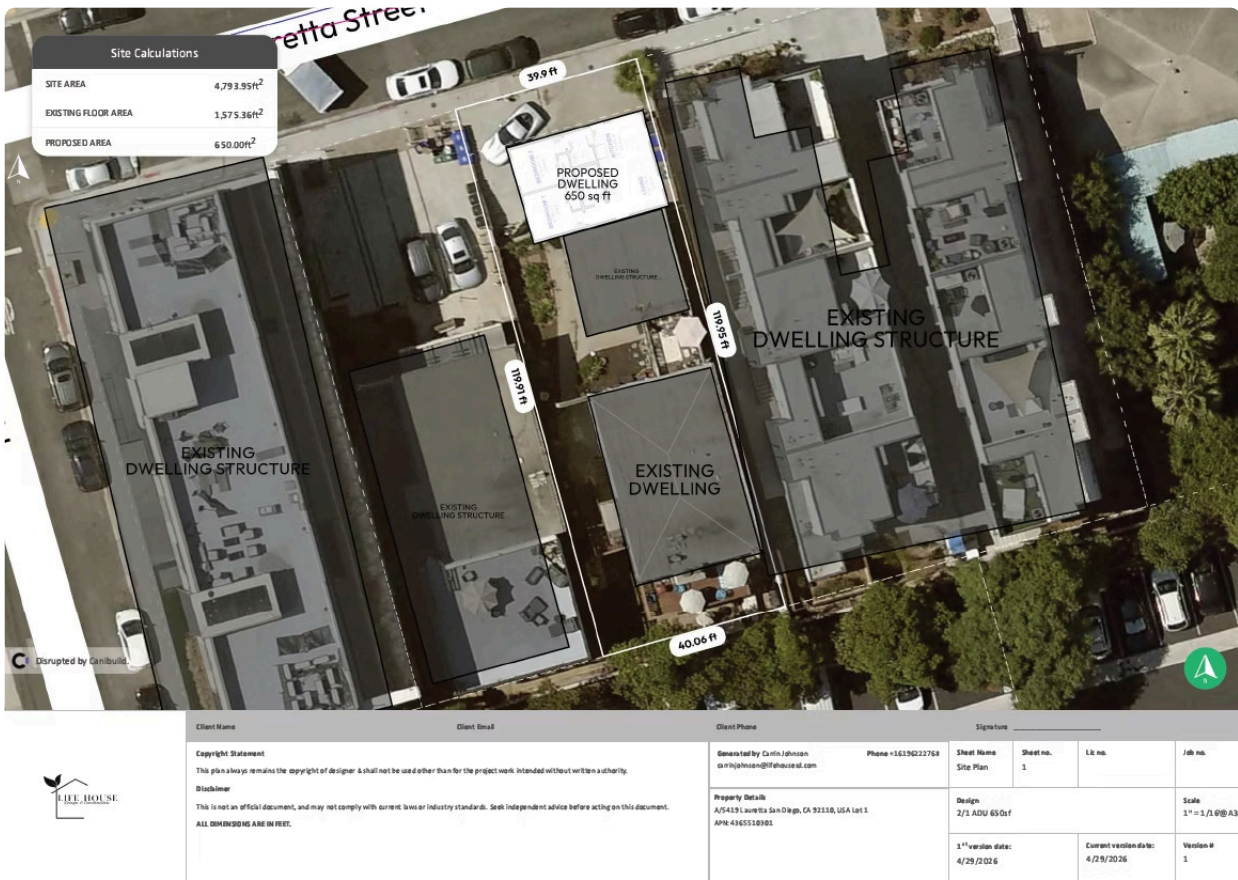 retta Street
Site Calculations
SITE AREA 4,793.95ft²
EXISTING FLOOR AREA 1,575.36ft²
PROPOSED AREA 650.00ft²
N
39.9 ft
PROPOSED
DWELLING
650 sq ft
EXISTING
DWELLING STRUCTURE
119.95 ft
EXISTING
DWELLING STRUCTURE
119.91 ft
EXISTING
DWELLING STRUCTURE
EXISTING
DWELLING
EXISTING
DWELLING STRUCTURE
40.06 ft
Disrupted by Canibuild.
N
Client Name Client Email Client Phone Signature
LIFE HOUSE
Copyright Statement
This plan always remains the copyright of designer & shall not be used other than for the project work intended without written authority.
Disclaimer
This is not an official document, and may not comply with current laws or industry standards. Seek independent advice before acting on this document.
ALL DIMENSIONS ARE IN FEET.
Generated by Carrin Johnson Phone +16196222768
carrinjohnson@lifehousesd.com
Property Details
A/5419 Lauretta San Diego, CA 92110, USA Lot 1
APN: 4365510301
Sheet Name Sheet no. Lic no. Job no.
Site Plan 1
Design Scale
2/1 ADU 650sf 1" = 1/16@A3
1st version date: Current version date: Version #
4/29/2026 4/29/2026 1